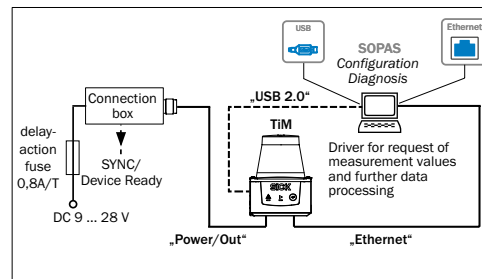 USB
SOPAS
Configuration
Diagnosis
Ethernet
Connection
box
„USB 2.0“
TiM
delay-
action
fuse
0,8A/T
SYNC/
Device Ready
Driver for request of
measurement values
and further data
processing
SICK
DC 9 ... 28 V
„Power/Out“
„Ethernet“